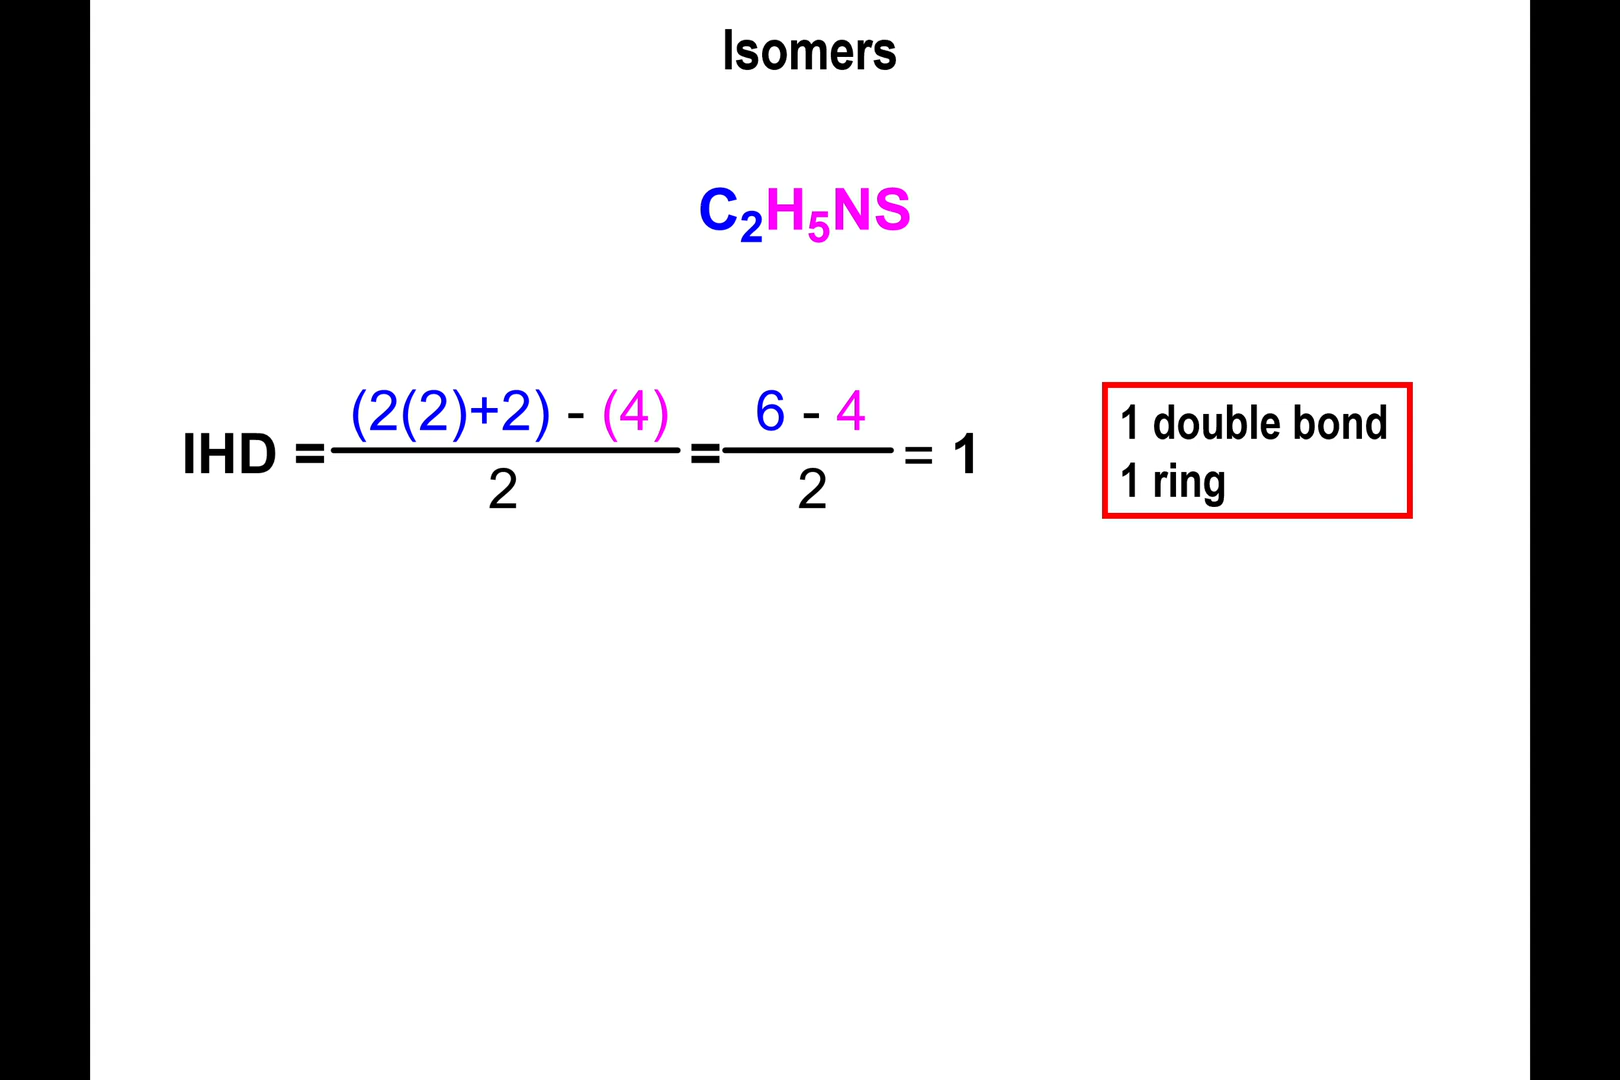 Isomers
C₂H₅NS
IHD = (2(2)+2) - (4) / 2 = 6 - 4 / 2 = 1
1 double bond
1 ring